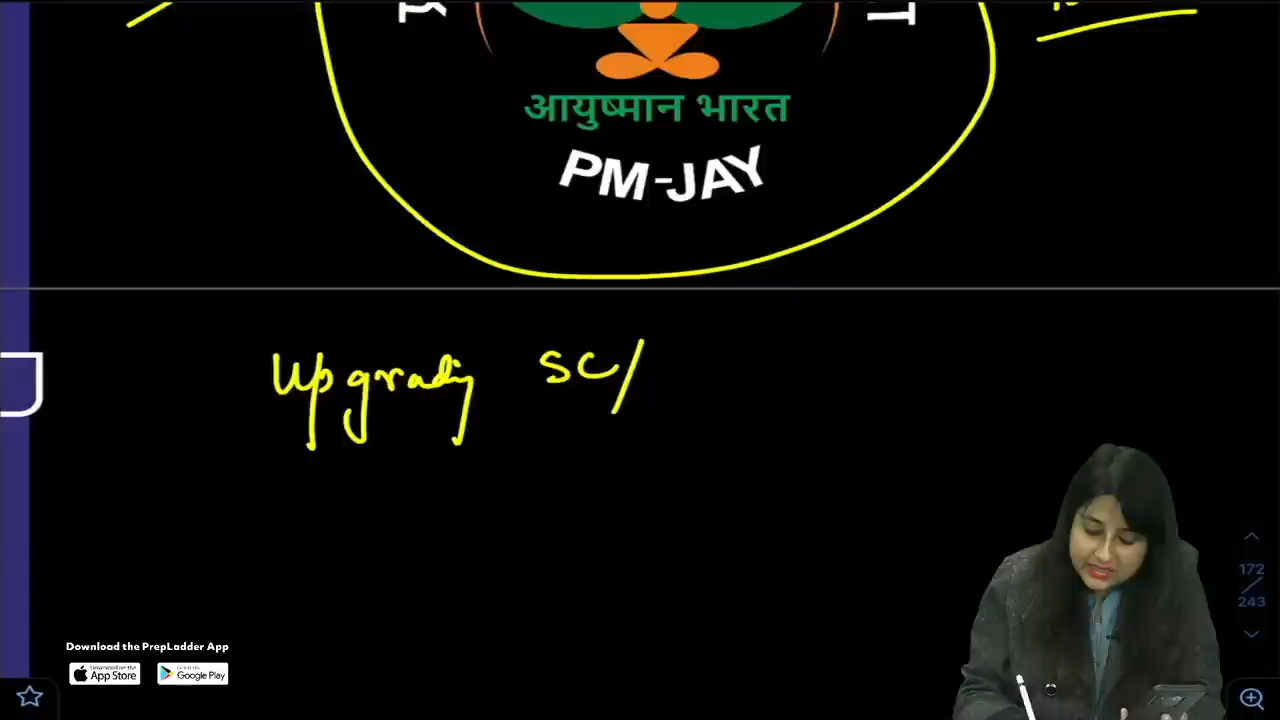 आयुष्मान भारत
PM-JAY
Upgrading SC/
172
243
Download the PrepLadder App
App Store
Google Play